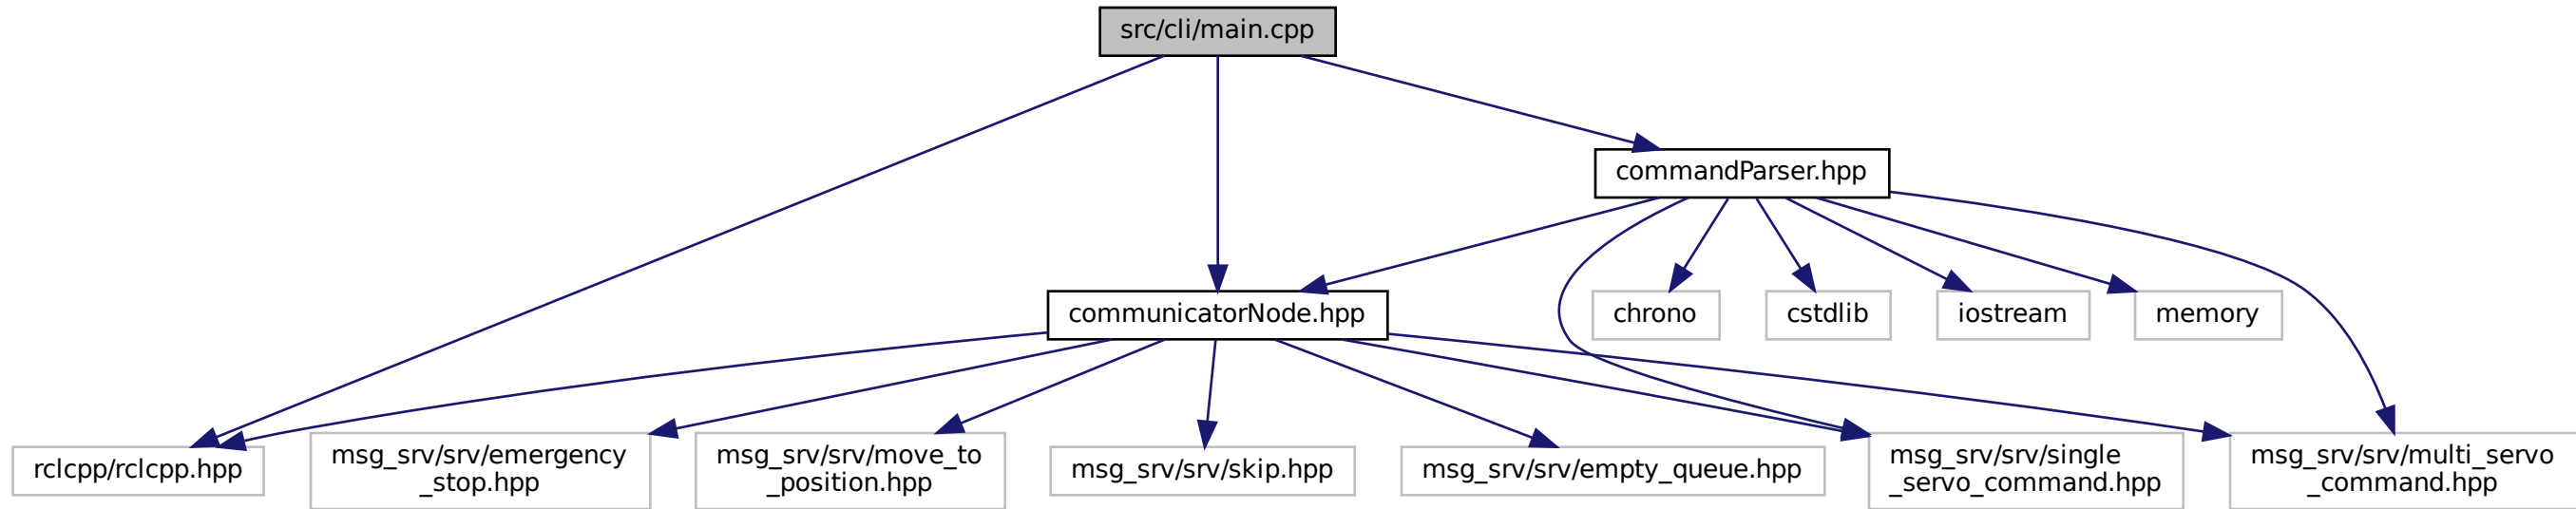 src/cli/main.cpp
commandParser.hpp
communicatorNode.hpp
chrono
cstdlib
iostream
memory
rclcpp/rclcpp.hpp
msg_srv/srv/emergency
_stop.hpp
msg_srv/srv/move_to
_position.hpp
msg_srv/srv/skip.hpp
msg_srv/srv/empty_queue.hpp
msg_srv/srv/single
_servo_command.hpp
msg_srv/srv/multi_servo
_command.hpp